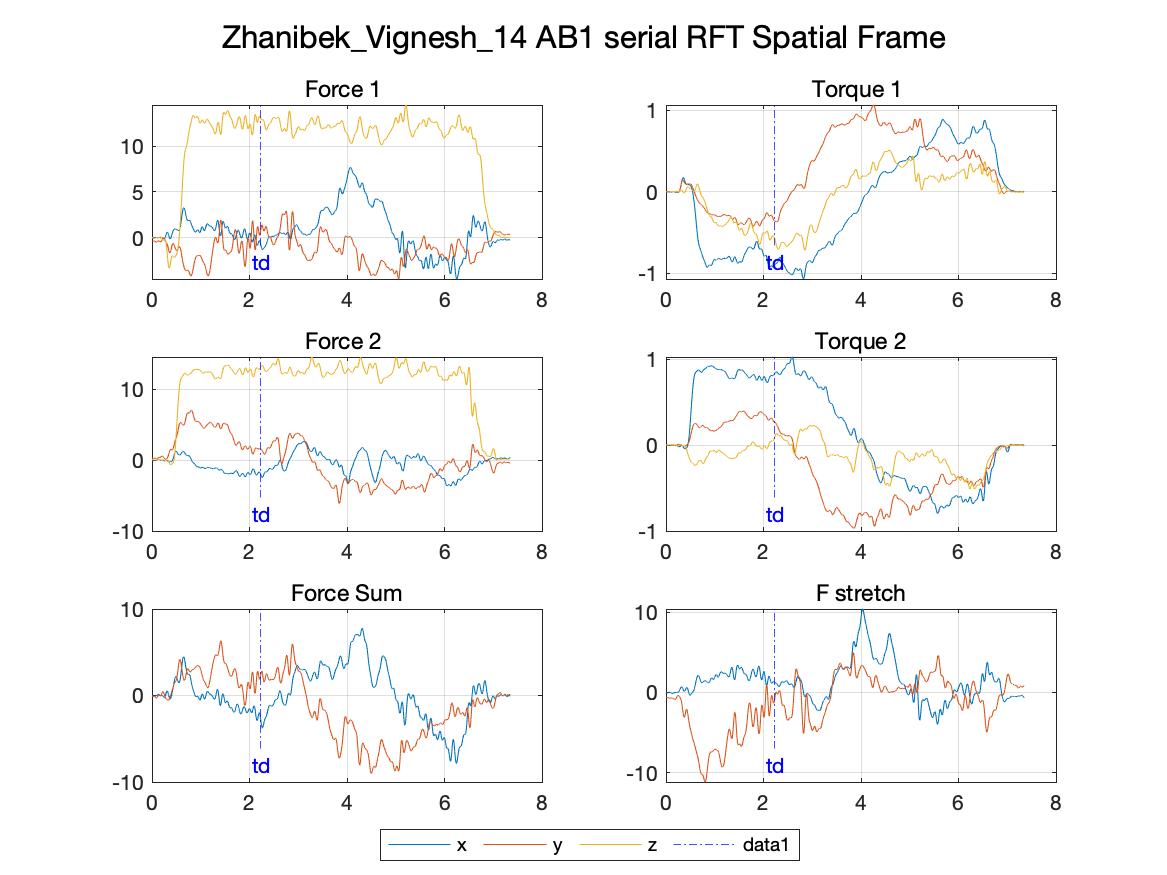 Zhanibek_Vignesh_14 AB1 serial RFT Spatial Frame
Force 1
10
5
0
td
0 2 4 6 8
Torque 1
1
0
-1
td
0 2 4 6 8
Force 2
10
0
-10
td
0 2 4 6 8
Torque 2
1
0
-1
td
0 2 4 6 8
Force Sum
10
0
-10
td
0 2 4 6 8
F stretch
10
0
-10
td
0 2 4 6 8
x y z data1